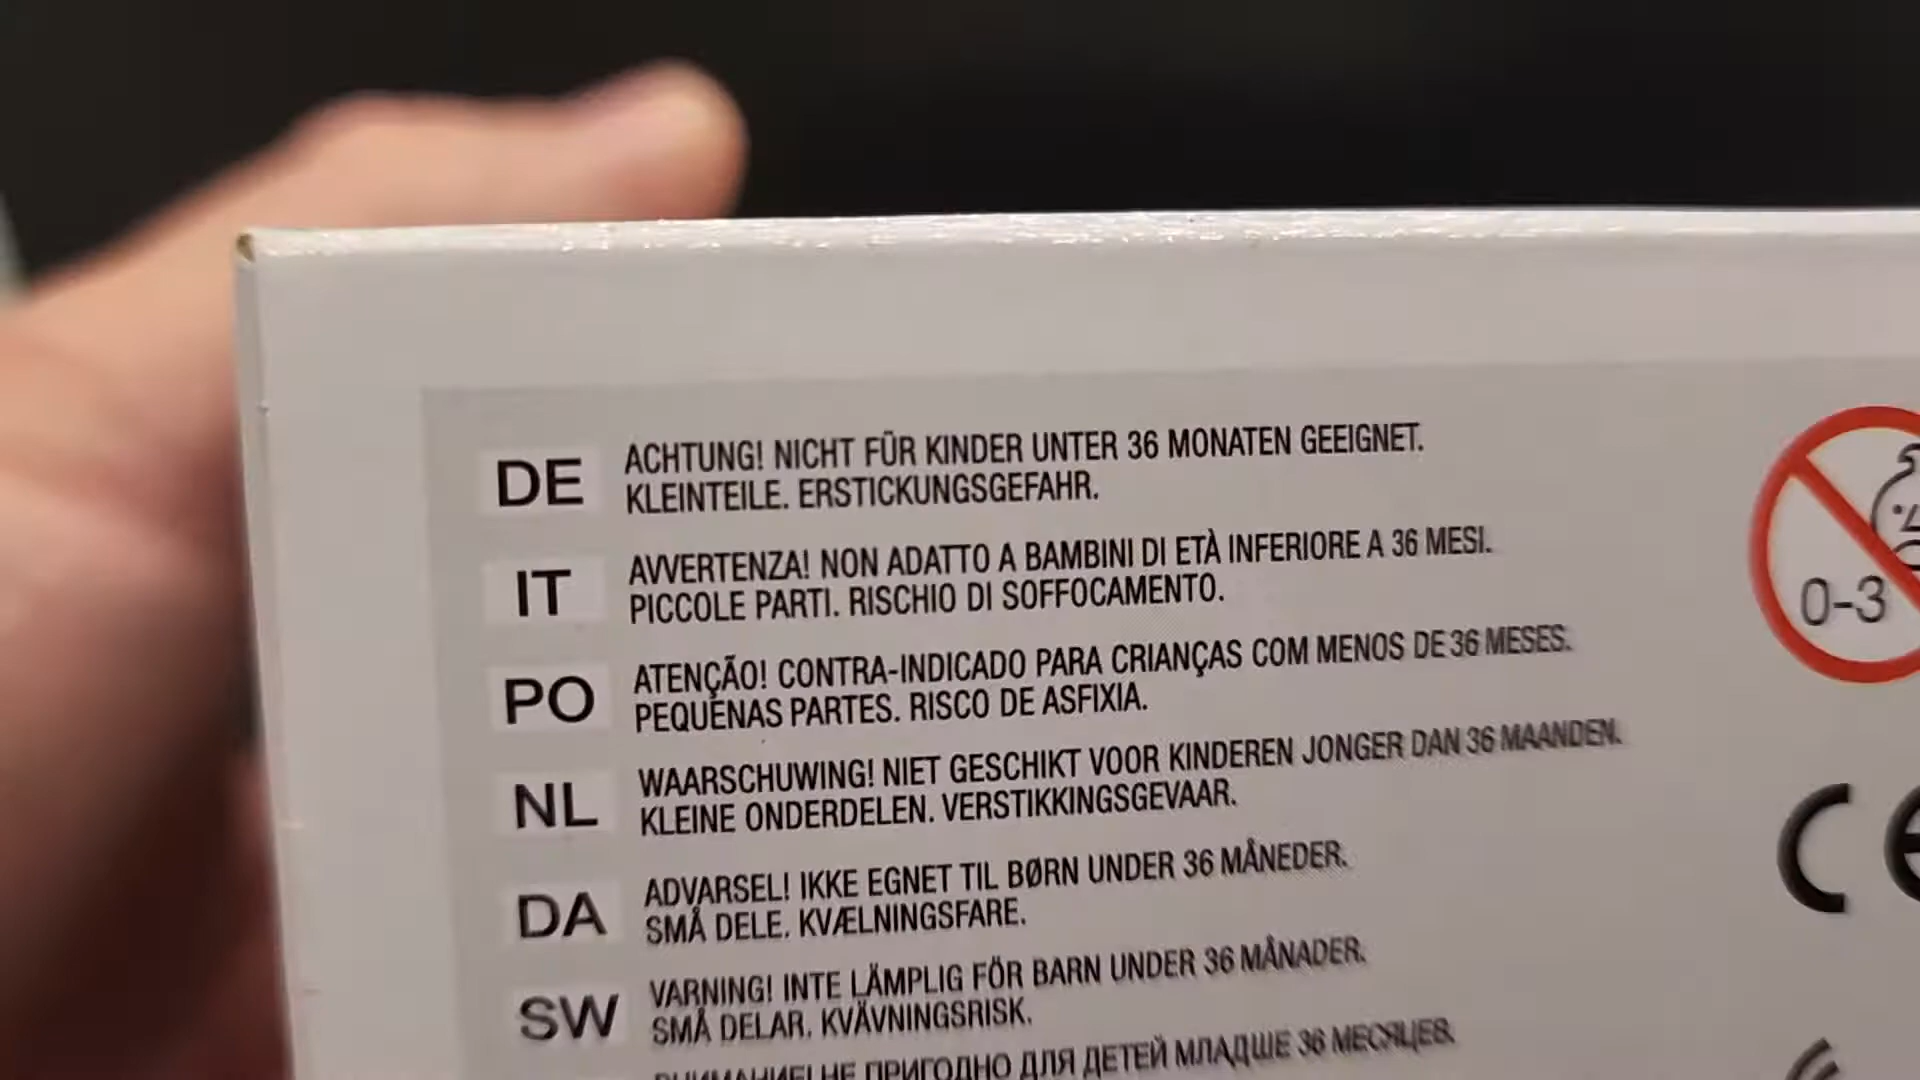 DE
ACHTUNG! NICHT FÜR KINDER UNTER 36 MONATEN GEEIGNET.
KLEINTEILE. ERSTICKUNGSGEFAHR.
IT
AVVERTENZA! NON ADATTO A BAMBINI DI ETÀ INFERIORE A 36 MESI.
PICCOLE PARTI. RISCHIO DI SOFFOCAMENTO.
PO
ATENÇÃO! CONTRA-INDICADO PARA CRIANÇAS COM MENOS DE 36 MESES.
PEQUENAS PARTES. RISCO DE ASFIXIA.
NL
WAARSCHUWING! NIET GESCHIKT VOOR KINDEREN JONGER DAN 36 MAANDEN.
KLEINE ONDERDELEN. VERSTIKKINGSGEVAAR.
DA
ADVARSEL! IKKE EGNET TIL BØRN UNDER 36 MÅNEDER.
SMÅ DELE. KVÆLNINGSFARE.
SW
VARNING! INTE LÄMPLIG FÖR BARN UNDER 36 MÅNADER.
SMÅ DELAR. KVÄVNINGSRISK.
ВНИМАНИЕ! НЕ ПРИГОДНО ДЛЯ ДЕТЕЙ МЛАДШЕ 36 МЕСЯЦЕВ.
0-3
CE